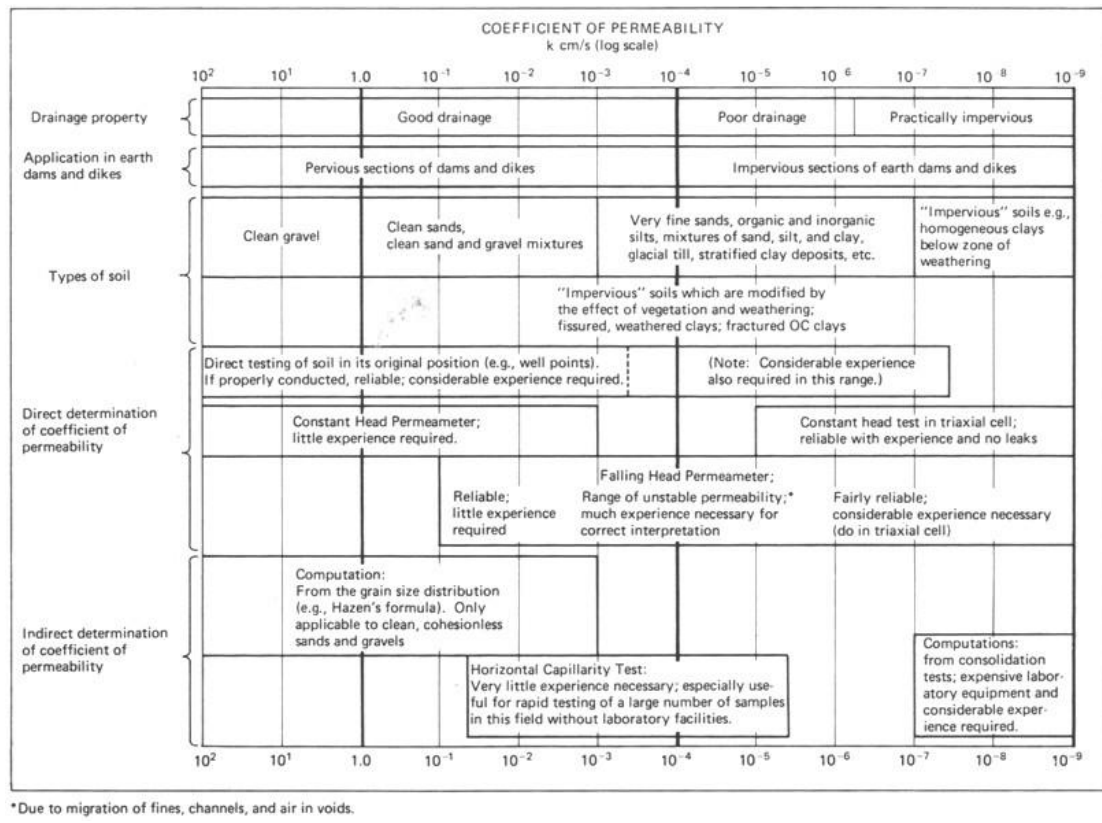 COEFFICIENT OF PERMEABILITY
k cm/s (log scale)
10² 10¹ 1.0 10⁻¹ 10⁻² 10⁻³ 10⁻⁴ 10⁻⁵ 10⁻⁶ 10⁻⁷ 10⁻⁸ 10⁻⁹
Drainage property
Good drainage
Poor drainage
Practically impervious
Application in earth
dams and dikes
Pervious sections of dams and dikes
Impervious sections of earth dams and dikes
Types of soil
Clean gravel
Clean sands,
clean sand and gravel mixtures
Very fine sands, organic and inorganic
silts, mixtures of sand, silt, and clay,
glacial till, stratified clay deposits, etc.
"Impervious" soils e.g.,
homogeneous clays
below zone of
weathering
"Impervious" soils which are modified by
the effect of vegetation and weathering;
fissured, weathered clays; fractured OC clays
Direct determination
of coefficient of
permeability
Direct testing of soil in its original position (e.g., well points).
If properly conducted, reliable; considerable experience required.
(Note: Considerable experience
also required in this range.)
Constant Head Permeameter;
little experience required.
Constant head test in triaxial cell;
reliable with experience and no leaks
Falling Head Permeameter;
Reliable;
little experience
required
Range of unstable permeability;*
much experience necessary for
correct interpretation
Fairly reliable;
considerable experience necessary
(do in triaxial cell)
Indirect determination
of coefficient of
permeability
Computation:
From the grain size distribution
(e.g., Hazen's formula). Only
applicable to clean, cohesionless
sands and gravels
Horizontal Capillarity Test:
Very little experience necessary; especially use-
ful for rapid testing of a large number of samples
in this field without laboratory facilities.
Computations:
from consolidation
tests; expensive labor-
atory equipment and
considerable exper-
ience required.
10² 10¹ 1.0 10⁻¹ 10⁻² 10⁻³ 10⁻⁴ 10⁻⁵ 10⁻⁶ 10⁻⁷ 10⁻⁸ 10⁻⁹
*Due to migration of fines, channels, and air in voids.